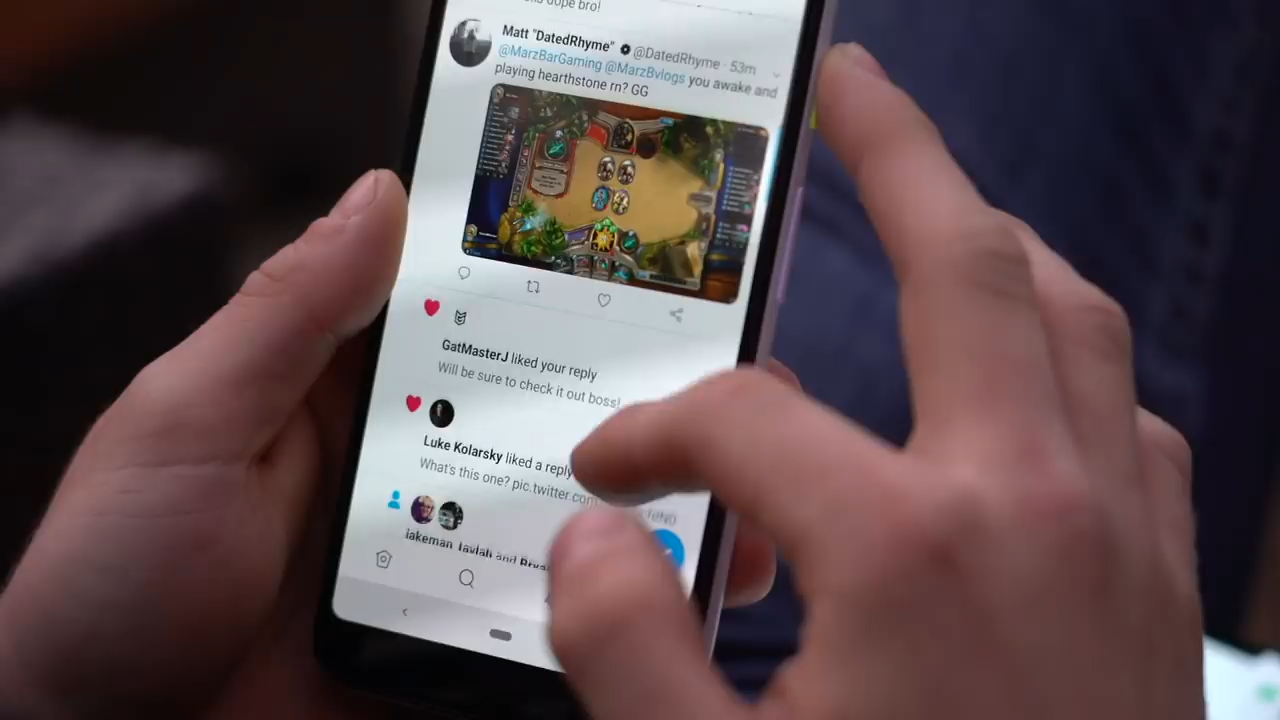 dope bro!
Matt "DatedRhyme" @DatedRhyme · 53m
@MarzBarGaming @MarzBvlogs you awake and
playing hearthstone rn? GG
GatMasterJ liked your reply
Will be sure to check it out boss!
Luke Kolarsky liked a reply
What's this one? pic.twitter.com
jakeman Jaylah and